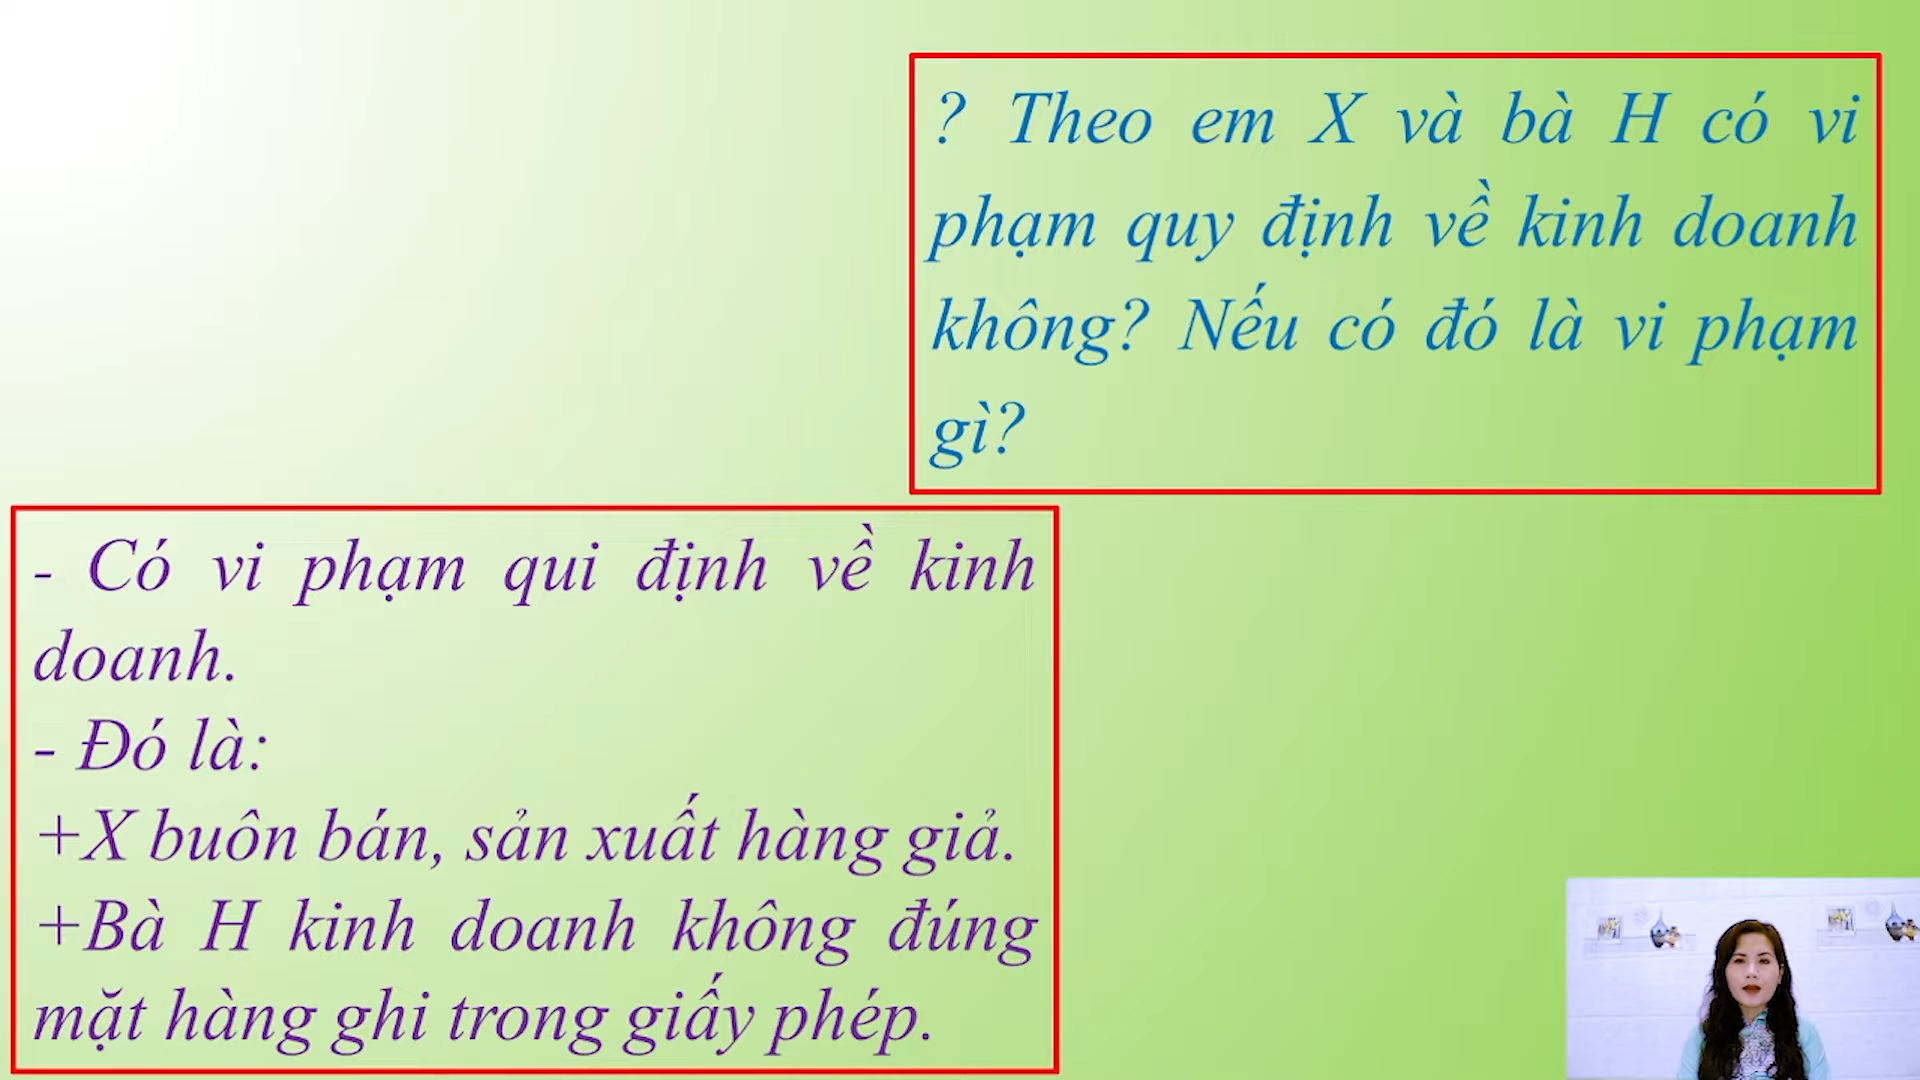 ? Theo em X và bà H có vi
phạm quy định về kinh doanh
không? Nếu có đó là vi phạm
gì?
- Có vi phạm qui định về kinh
doanh.
- Đó là:
+X buôn bán, sản xuất hàng giả.
+Bà H kinh doanh không đúng
mặt hàng ghi trong giấy phép.